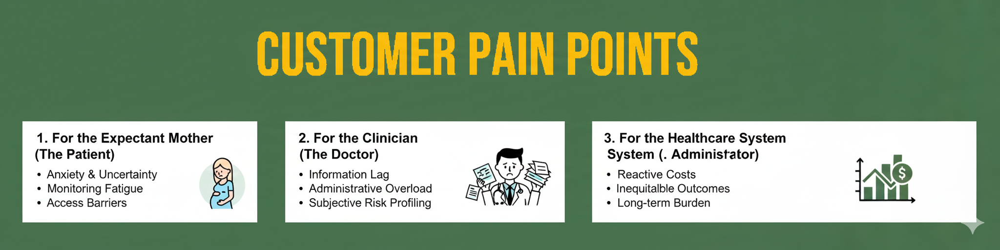 CUSTOMER PAIN POINTS
1. For the Expectant Mother
(The Patient)
• Anxiety & Uncertainty
• Monitoring Fatigue
• Access Barriers
2. For the Clinician
(The Doctor)
• Information Lag
• Administrative Overload
• Subjective Risk Profiling
3. For the Healthcare System
System (. Administrator)
• Reactive Costs
• Inequitalble Outcomes
• Long-term Burden
$